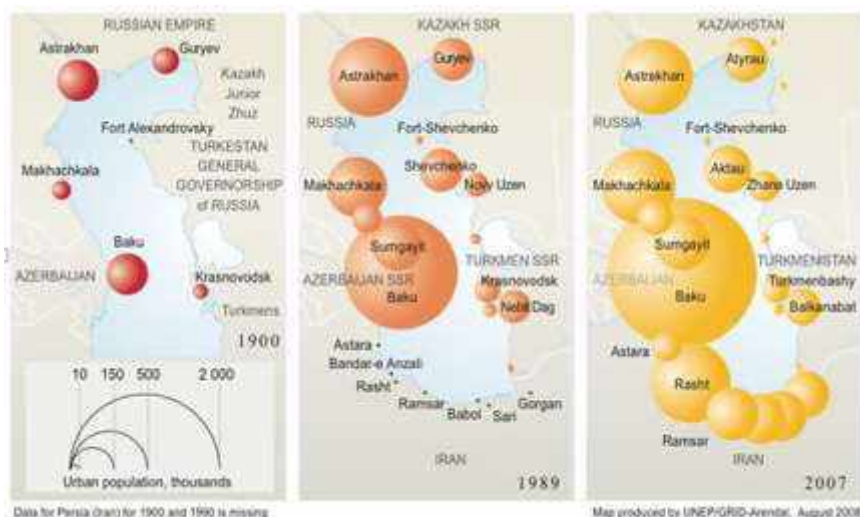 RUSSIAN EMPIRE
Astrakhan
Guryev
Kazakh
Junior
Zhuz
Fort Alexandrovsky
TURKESTAN
GENERAL
GOVERNORSHIP
of RUSSIA
Makhachkala
Baku
AZERBAIJAN
Krasnovodsk
Turkmens
1900
10 150 500 2 000
Urban population, thousands
Data for Persia (Iran) for 1900 and 1990 is missing
KAZAKH SSR
Astrakhan
Guryev
RUSSIA
Fort-Shevchenko
Shevchenko
Makhachkala
Noviy Uzen
Sumgayit
TURKMEN SSR
AZERBAIJAN SSR
Krasnovodsk
Baku
Nebit Dag
Astara
Bandar-e Anzali
Rasht
Ramsar
Babol
Sari
Gorgan
IRAN
1989
KAZAKHSTAN
Astrakhan
Atyrau
RUSSIA
Fort-Shevchenko
Aktau
Makhachkala
Zhana Uzen
Sumgayit
TURKMENISTAN
AZERBAIJAN
Turkmenbashy
Baku
Balkanabat
Astara
Rasht
Ramsar
IRAN
2007
Map produced by UNEP/GRID-Arendal, August 2008